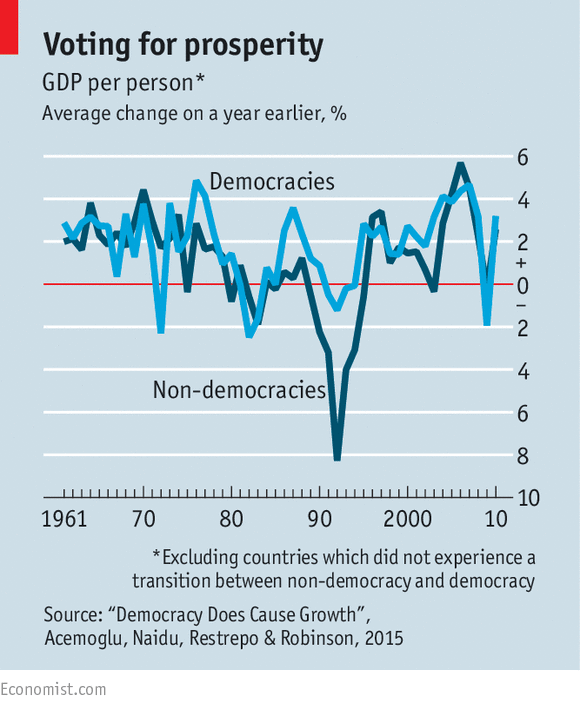 Voting for prosperity
GDP per person*
Average change on a year earlier, %
Democracies
Non-democracies
6
4
2
+
0
–
2
4
6
8
10
1961 70 80 90 2000 10
*Excluding countries which did not experience a
transition between non-democracy and democracy
Source: “Democracy Does Cause Growth”,
Acemoglu, Naidu, Restrepo & Robinson, 2015
Economist.com